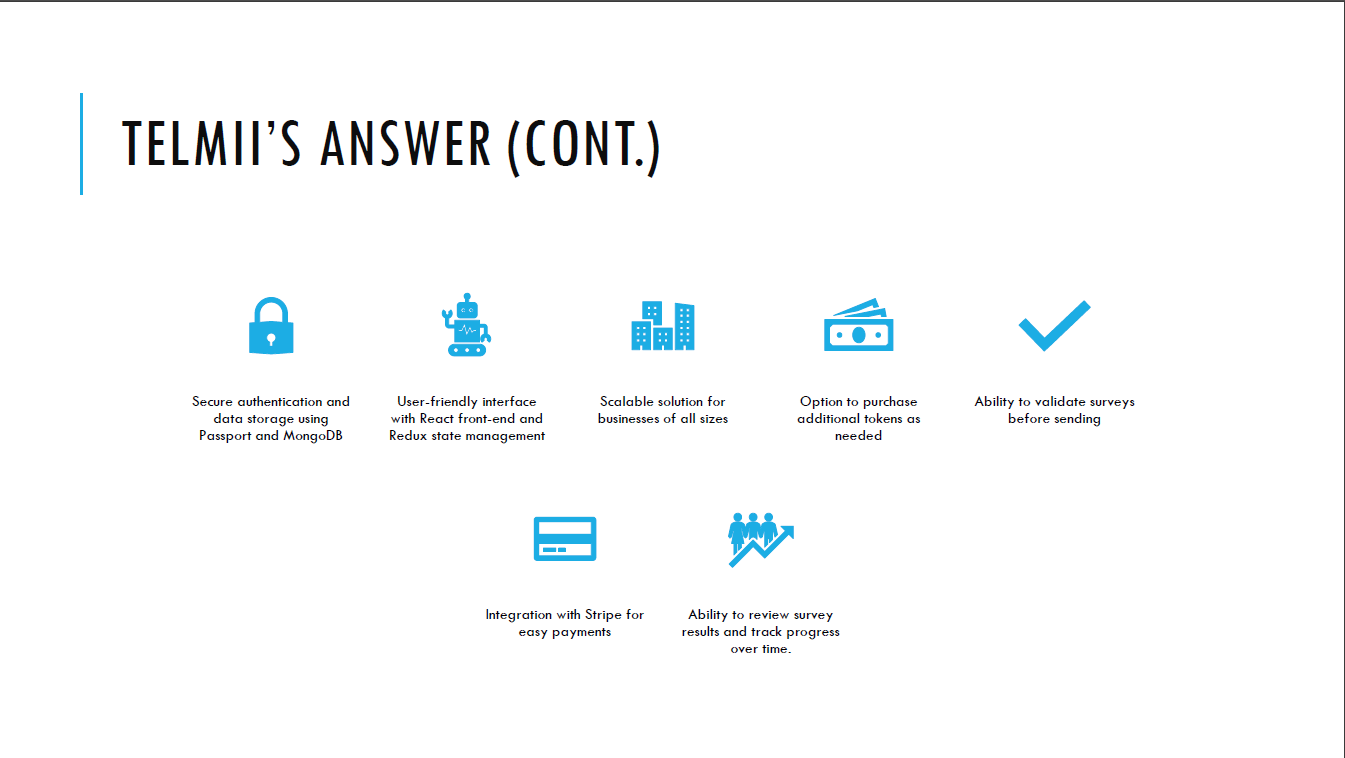 TELMII’S ANSWER (CONT.)
Secure authentication and
data storage using
Passport and MongoDB
User-friendly interface
with React front-end and
Redux state management
Scalable solution for
businesses of all sizes
Option to purchase
additional tokens as
needed
Ability to validate surveys
before sending
Integration with Stripe for
easy payments
Ability to review survey
results and track progress
over time.